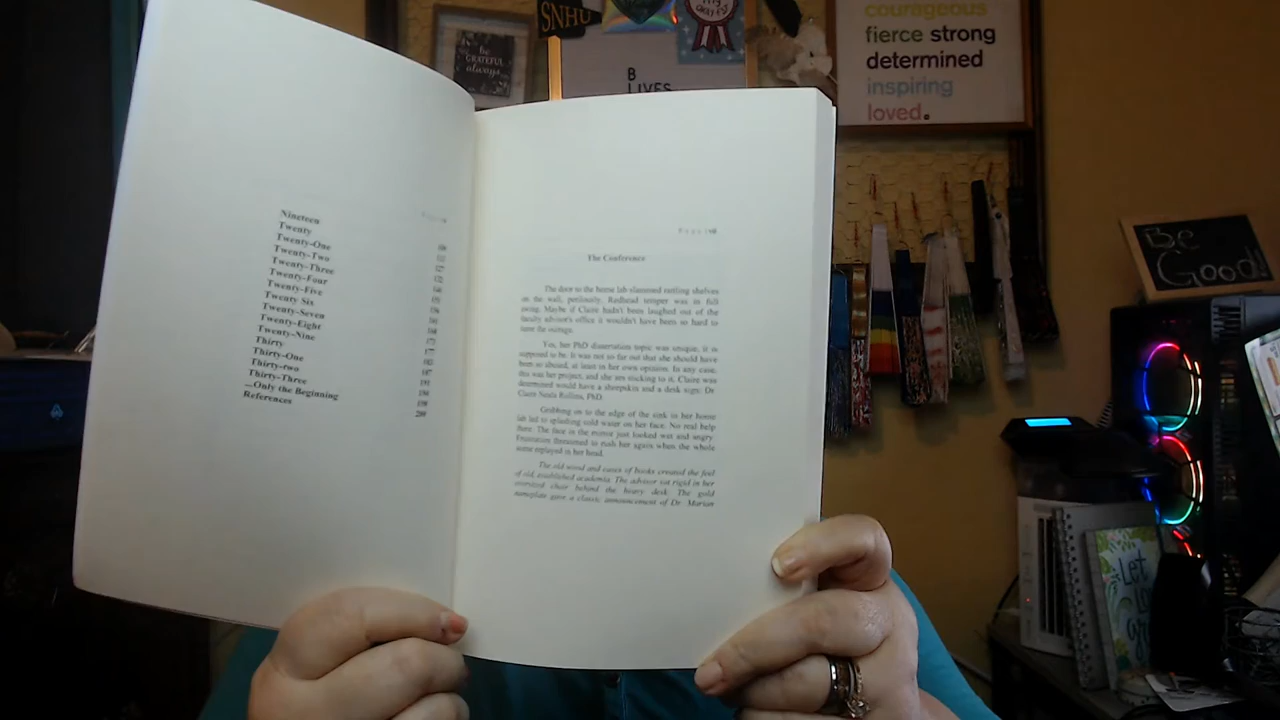 SNHU
be
GRATEFUL
always...
B
LIVES
courageous
fierce strong
determined
inspiring
loved.
Be
Good!
Let
Nineteen
Twenty
Twenty-One
Twenty-Two
Twenty-Three
Twenty-Four
Twenty-Five
Twenty Six
Twenty-Seven
Twenty-Eight
Twenty-Nine
Thirty
Thirty-One
Thirty-two
Thirty-Three
...Only the Beginning
References
The Conference
The door to the home lab slammed rattling shelves
on the wall, perilously. Redhead temper was in full
swing. Maybe if Claire hadn't been laughed out of the
faculty advisor's office it wouldn't have been so hard to
tame the outrage.
Yes, her PhD dissertation topic was unique, it is
supposed to be. It was not so far out that she should have
been so abused, at least in her own opinion. In any case,
this was her project, and she am sticking to it. Claire was
determined would have a sheepskin and a desk sign: Dr
Claire Rollins, PhD.
Grabbing on to the edge of the sink in her home
lab led to splashing cold water on her face. No real help
there. The face in the mirror just looked wet and angry.
Frustration threatened to rush her again when the whole
scene replayed in her head.
The old wood and cases of books created the feel
of old, established academia. The advisor sat rigid in her
oversized chair behind the heavy desk. The gold
nameplate gave a classic announcement of Dr. Marian